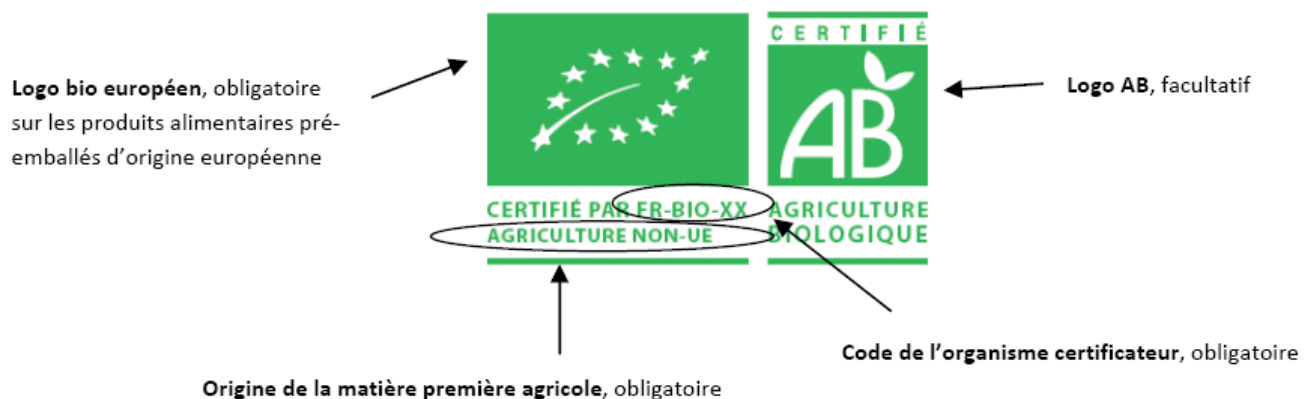 Logo bio européen, obligatoire
sur les produits alimentaires pré-
emballés d'origine européenne
CERTIFIÉ PAR FR-BIO-XX
AGRICULTURE NON-UE
CERTIFIÉ
AB
AGRICULTURE
BIOLOGIQUE
Logo AB, facultatif
Code de l'organisme certificateur, obligatoire
Origine de la matière première agricole, obligatoire